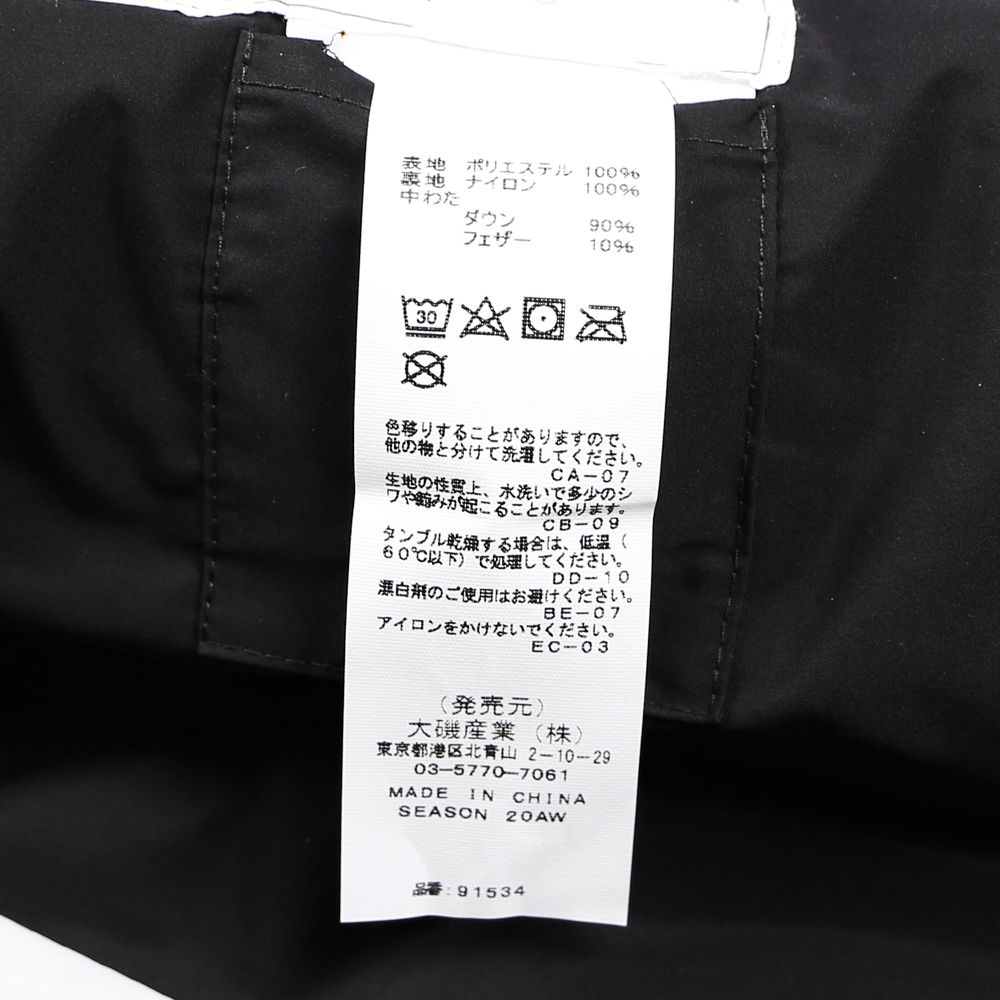 表地 ポリエステル 100%
裏地 ナイロン 100%
中わた
ダウン 90%
フェザー 10%
30
色移りすることがありますので、
他の物と分けて洗濯してください。
CA-07
生地の性質上、水洗いで多少のシ
ワや縮みが起こることがあります。
CB-09
タンブル乾燥する場合は、低温(
60℃以下)で処理してください。
DD-10
漂白剤のご使用はお避けください。
BE-07
アイロンをかけないでください。
EC-03
(発売元)
大磯産業(株)
東京都港区北青山 2-10-29
03-5770-7061
MADE IN CHINA
SEASON 20AW
品番:91534